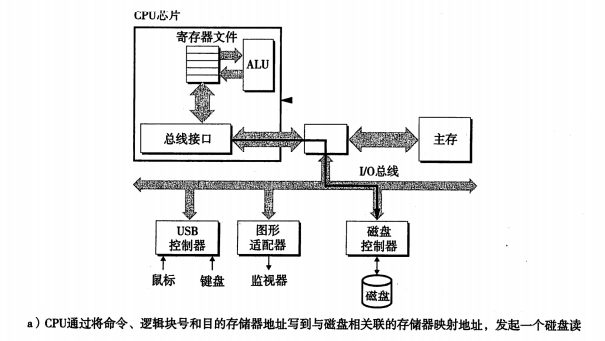 CPU芯片
寄存器文件
ALU
总线接口
主存
I/O总线
USB
控制器
图形
适配器
磁盘
控制器
鼠标
键盘
监视器
磁盘
a）CPU通过将命令、逻辑块号和目的存储器地址写到与磁盘相关联的存储器映射地址，发起一个磁盘读